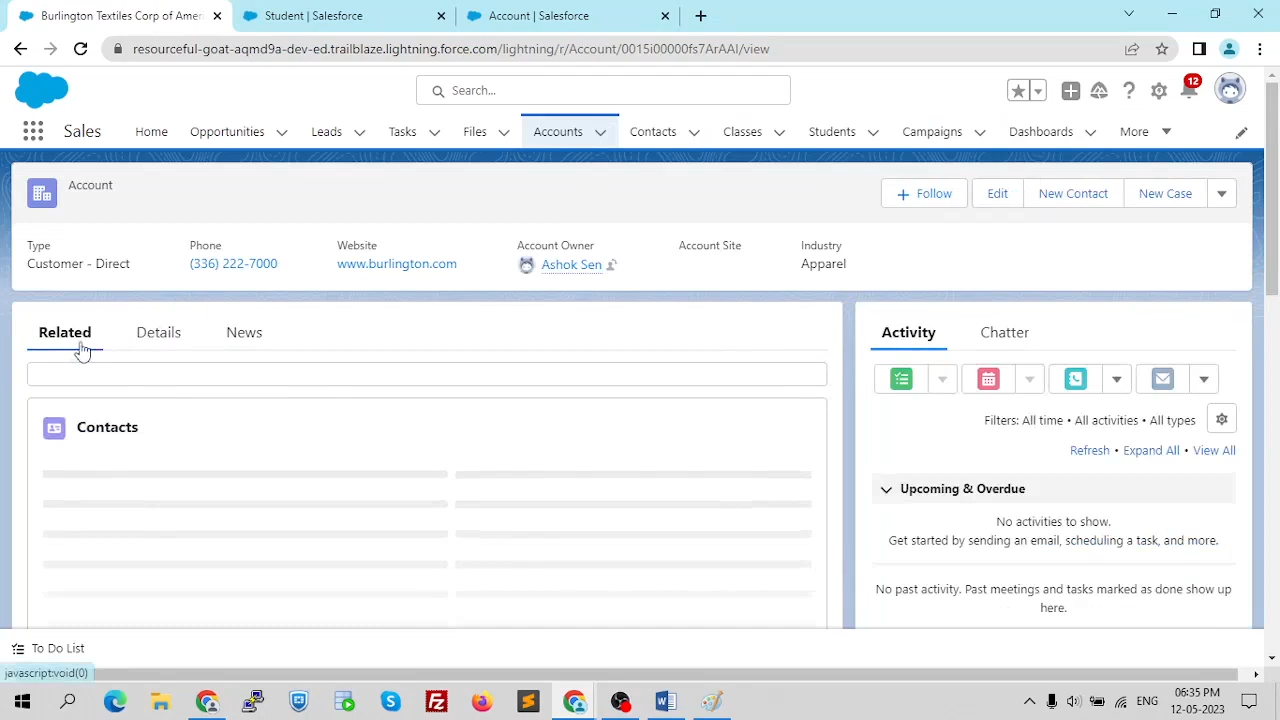 Burlington Textiles Corp of Amer
Student | Salesforce
Account | Salesforce
resourceful-goat-aqmd9a-dev-ed.trailblaze.lightning.force.com/lightning/r/Account/0015i00000fs7ArAAI/view
Search...
12
Sales
Home
Opportunities
Leads
Tasks
Files
Accounts
Contacts
Classes
Students
Campaigns
Dashboards
More
Account
Follow
Edit
New Contact
New Case
Type
Phone
Website
Account Owner
Account Site
Industry
Customer - Direct
(336) 222-7000
www.burlington.com
Ashok Sen
Apparel
Related
Details
News
Activity
Chatter
Contacts
Filters: All time • All activities • All types
Refresh • Expand All • View All
Upcoming & Overdue
No activities to show.
Get started by sending an email, scheduling a task, and more.
No past activity. Past meetings and tasks marked as done show up
here.
To Do List
javascript:void(0)
ENG
06:35 PM
12-05-2023